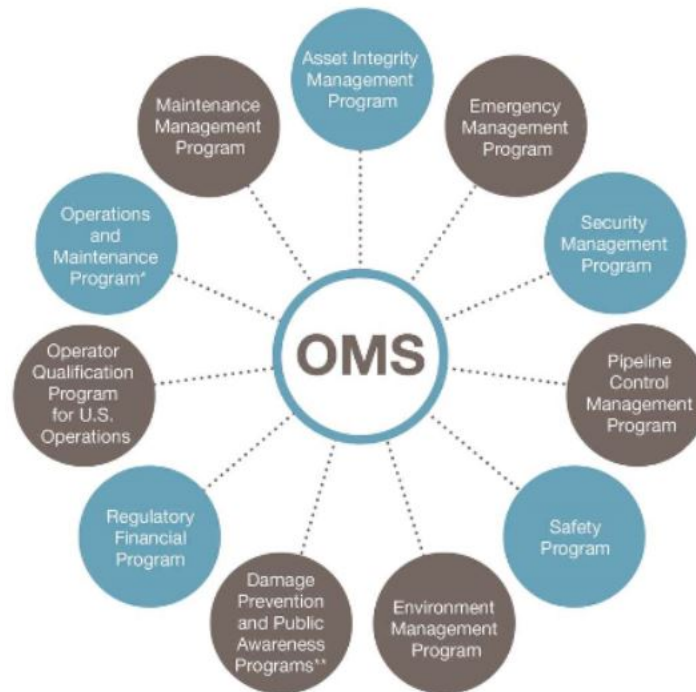 Asset Integrity
Management
Program
Emergency
Management
Program
Security
Management
Program
Pipeline
Control
Management
Program
Safety
Program
Environment
Management
Program
Damage
Prevention
and Public
Awareness
Programs**
Regulatory
Financial
Program
Operator
Qualification
Program
for U.S.
Operations
Operations
and
Maintenance
Program*
Maintenance
Management
Program
OMS